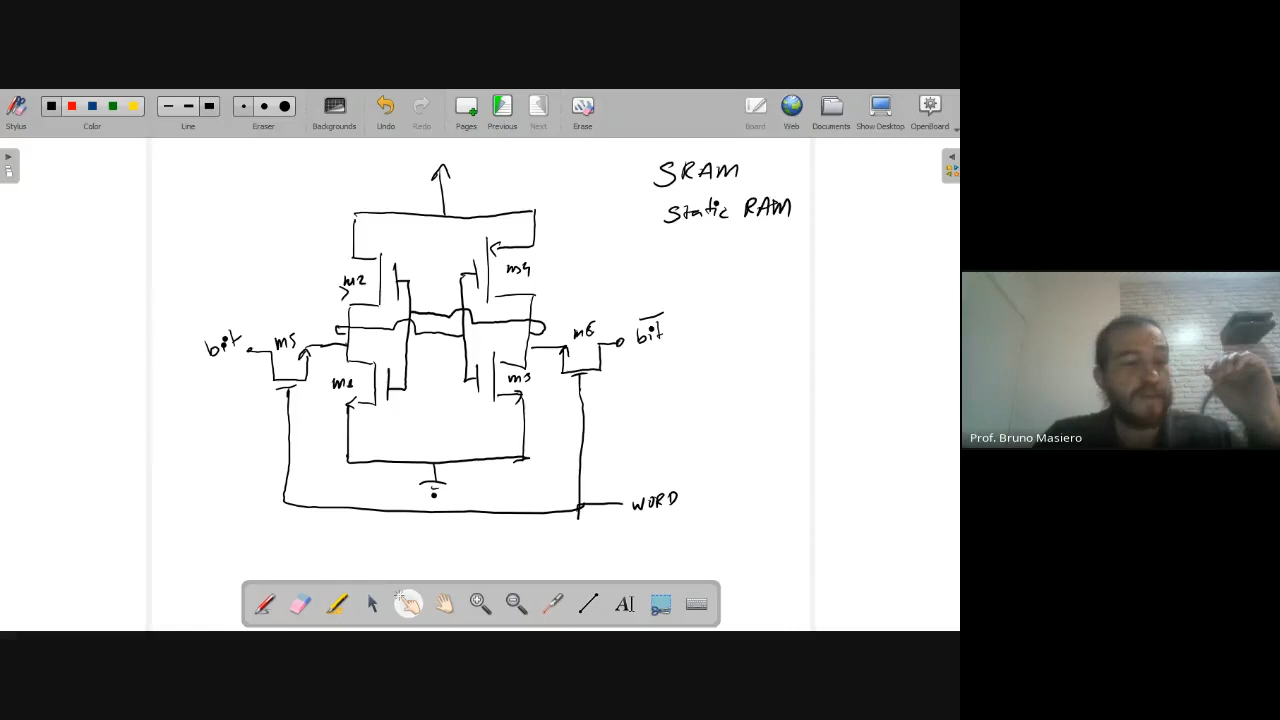 Stylus
Color
Line
Eraser
Backgrounds
Undo
Redo
Pages
Previous
Next
Erase
Board
Web
Documents
Show Desktop
OpenBoard
SRAM
Static RAM
M2
M4
bit
M5
M6
bit
M1
M3
WORD
Prof. Bruno Masiero